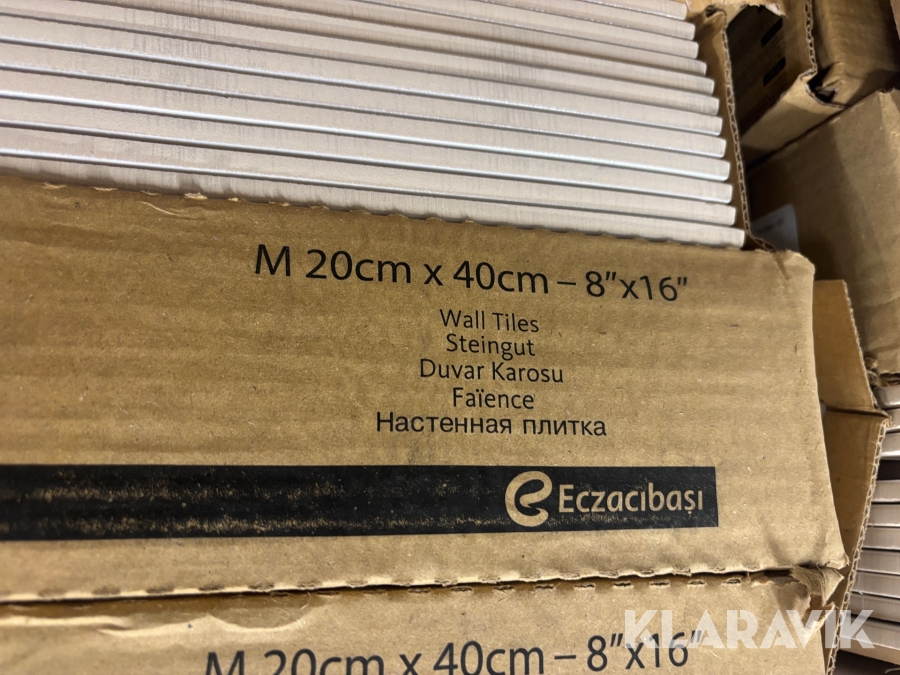 M 20cm x 40cm – 8”x16”
Wall Tiles
Steingut
Duvar Karosu
Faïence
Настенная плитка
Eczacıbaşı
KLARAVIK
M 20cm x 40cm – 8”x16”